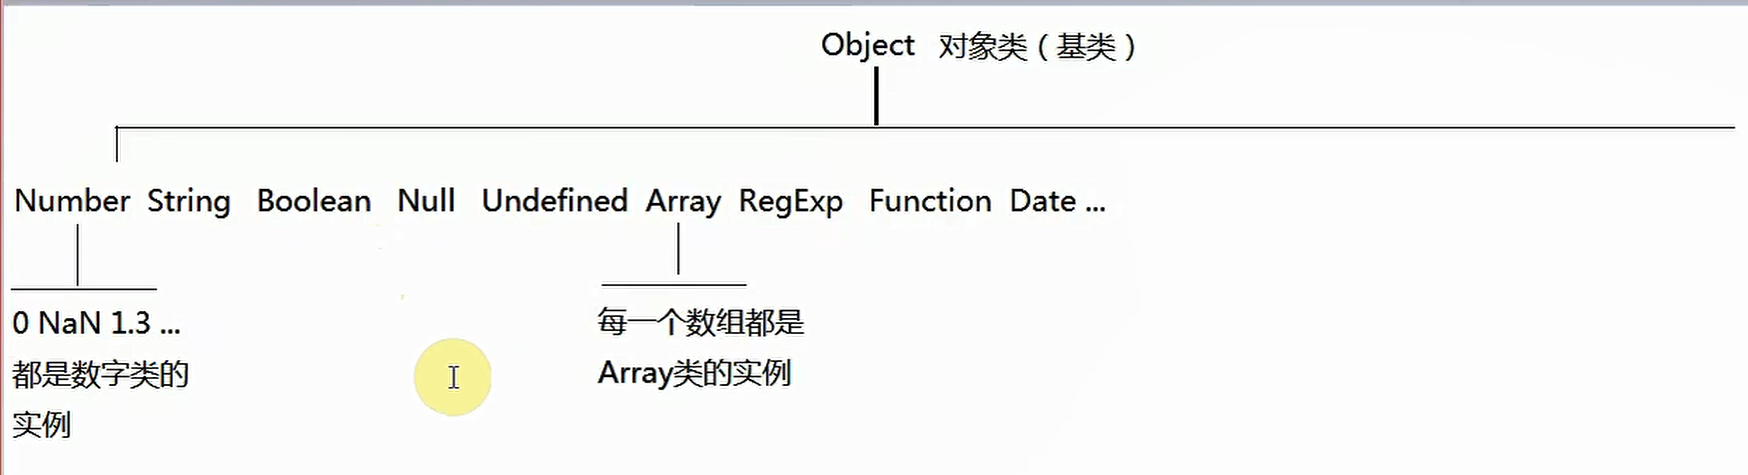 Object 对象类（基类）
Number String Boolean Null Undefined Array RegExp Function Date ...
0 NaN 1.3 ...
都是数字类的
实例
每一个数组都是
Array类的实例